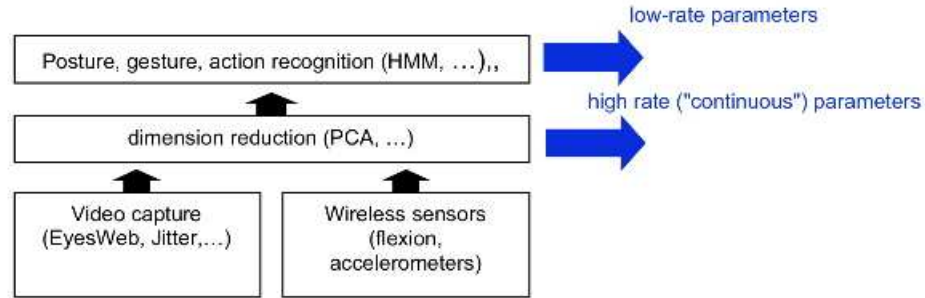 low-rate parameters
Posture, gesture, action recognition (HMM, …),,
high rate ("continuous") parameters
dimension reduction (PCA, …)
Video capture
(EyesWeb, Jitter,…)
Wireless sensors
(flexion,
accelerometers)